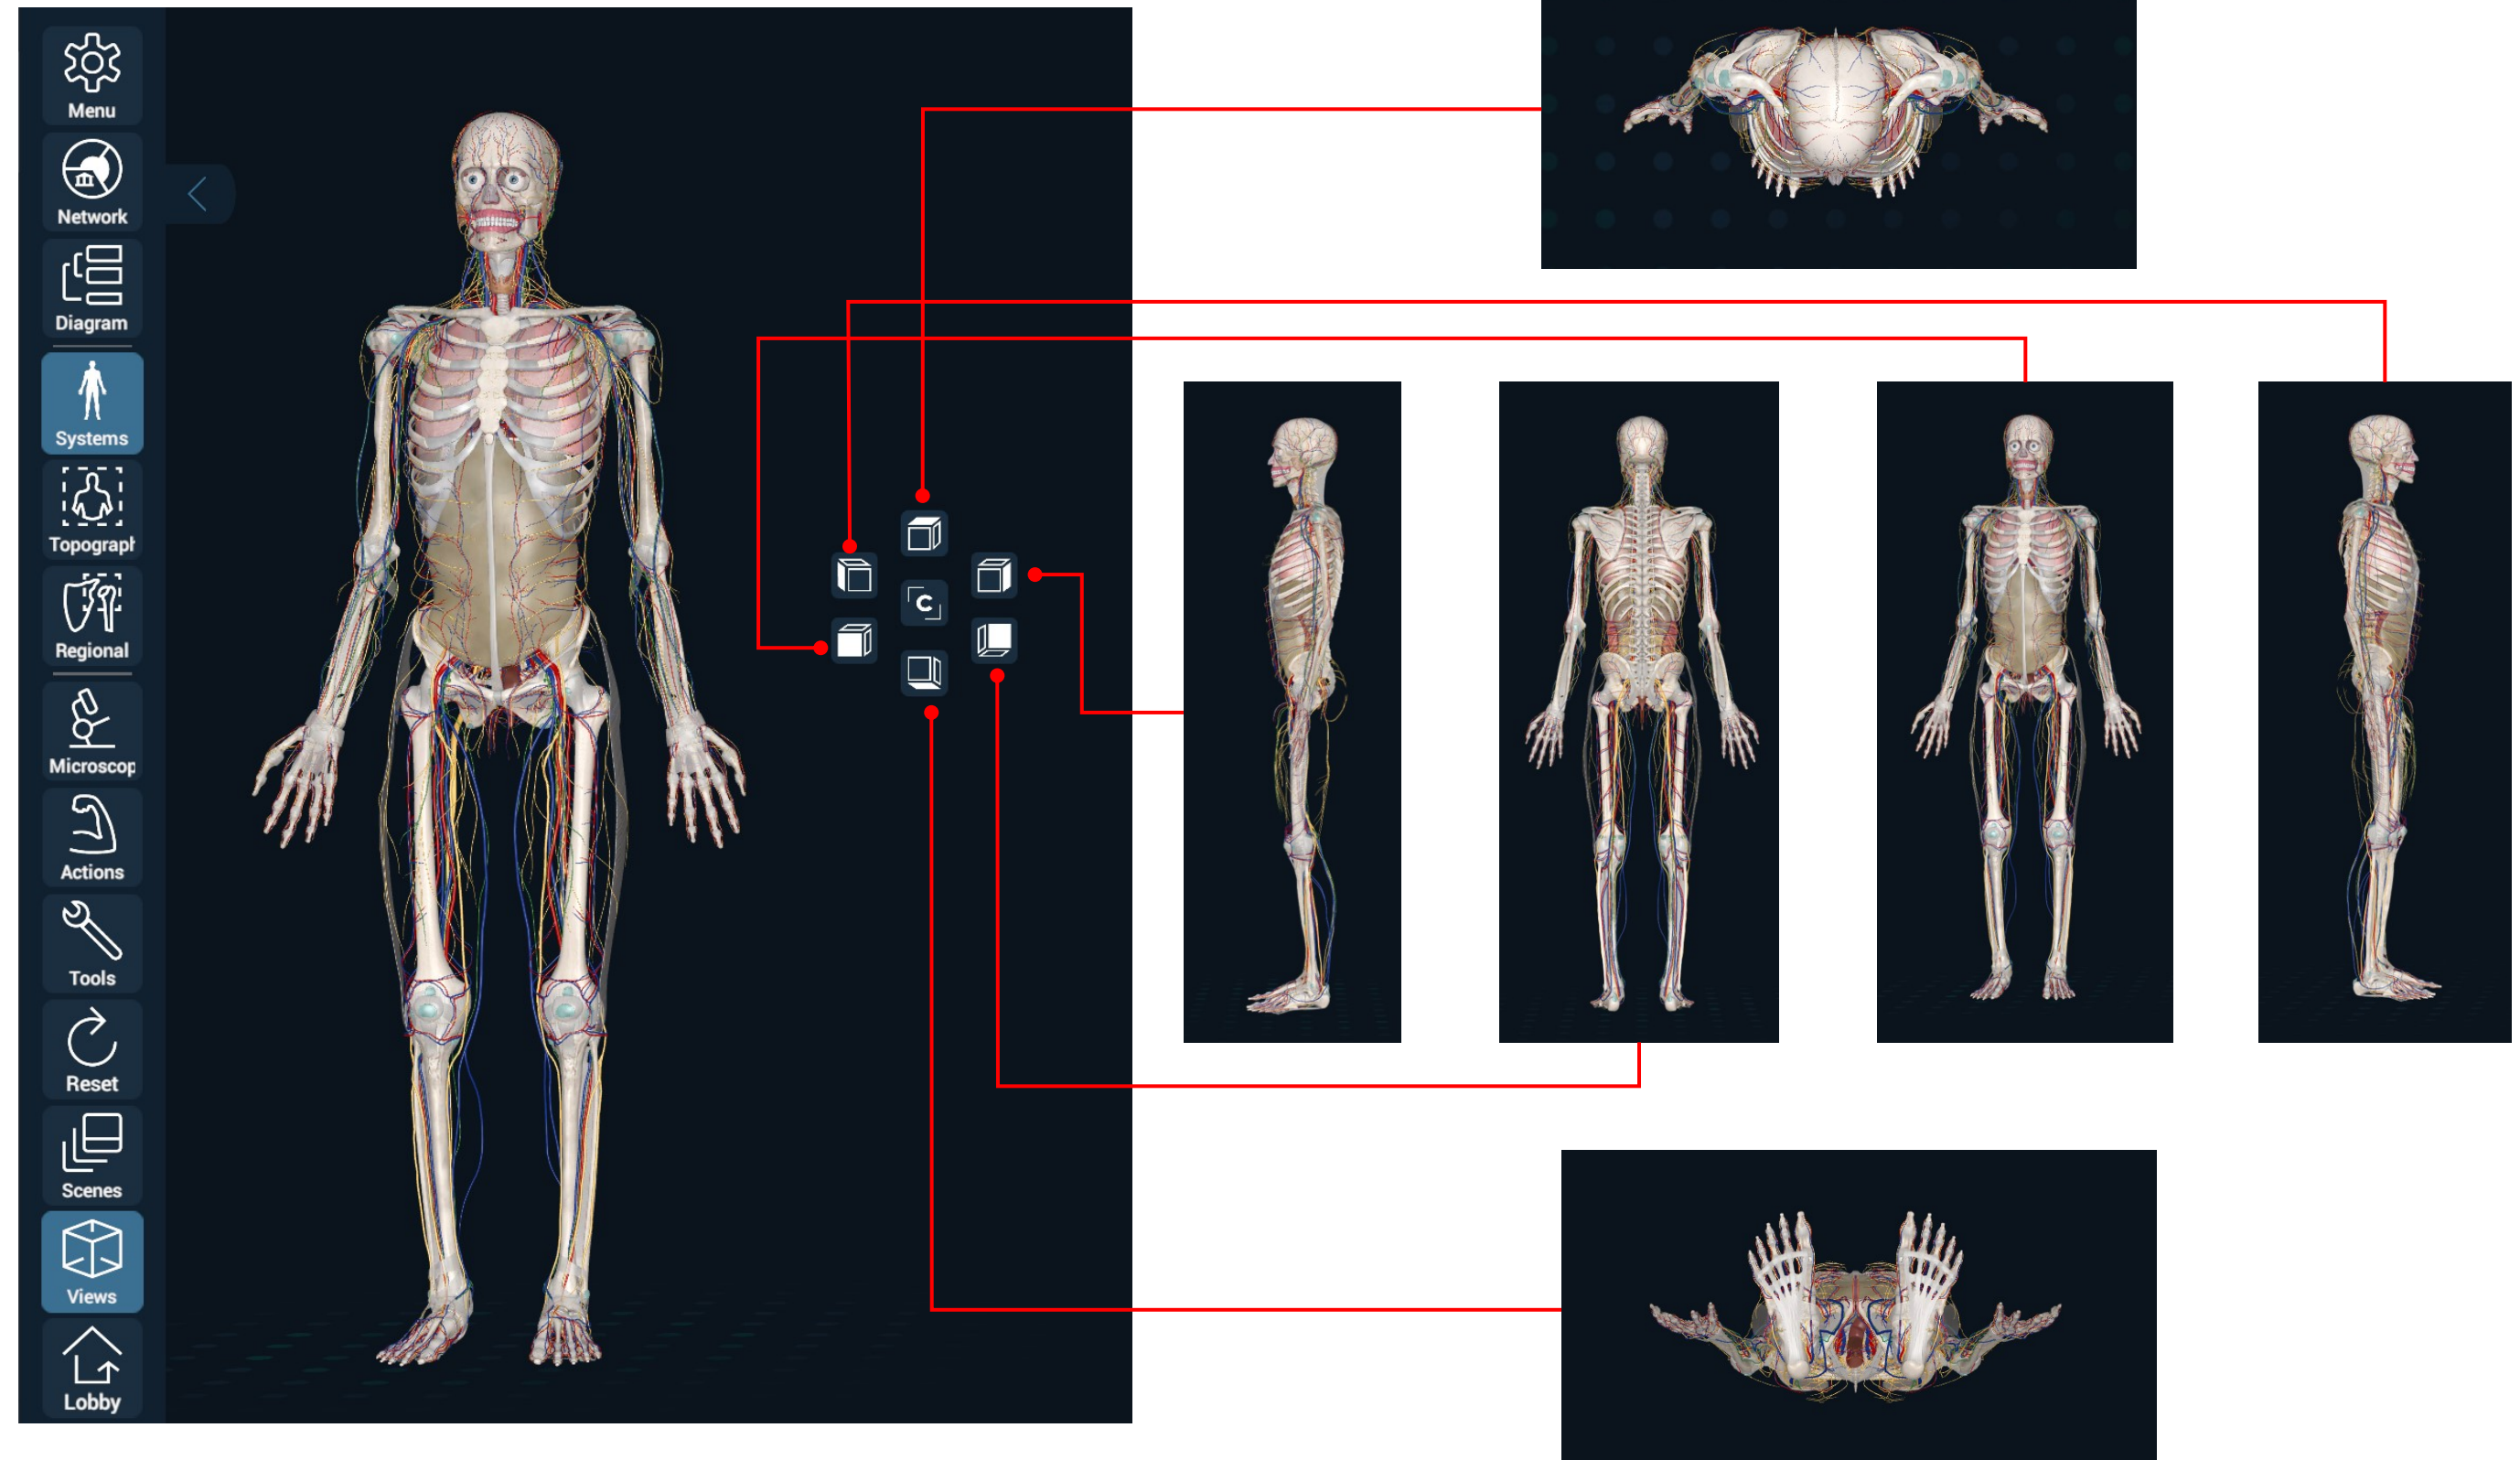 Menu
Network
Diagram
Systems
Topograph
Regional
Microscop
Actions
Tools
Reset
Scenes
Views
Lobby
C